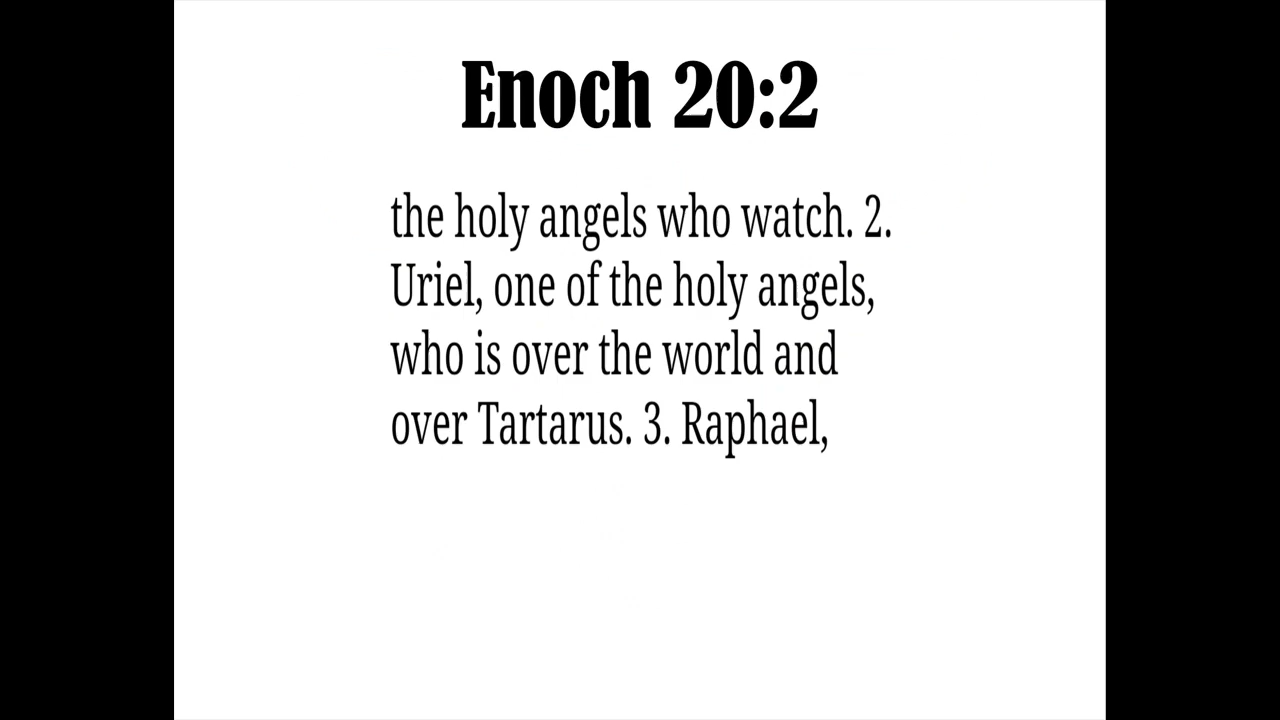 Enoch 20:2
the holy angels who watch. 2.
Uriel, one of the holy angels,
who is over the world and
over Tartarus. 3. Raphael,